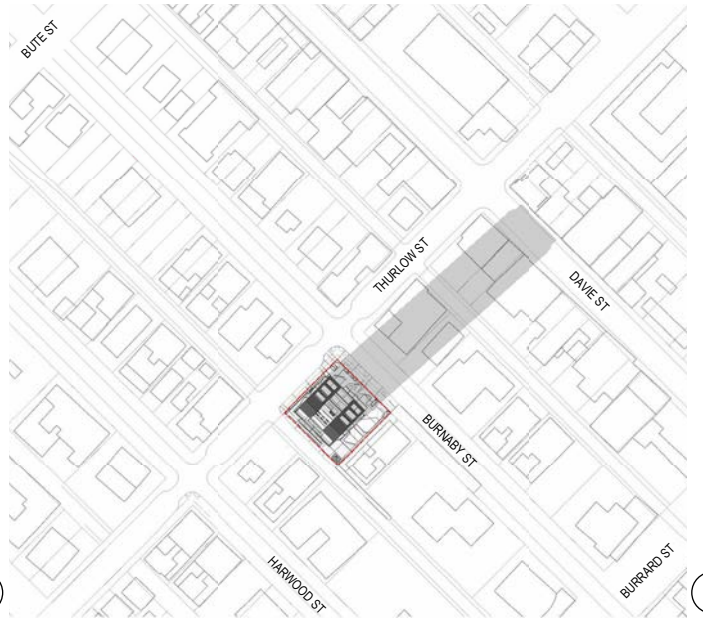 BUTE ST
THURLOW ST
DAVIE ST
BURNABY ST
HARWOOD ST
BURRARD ST